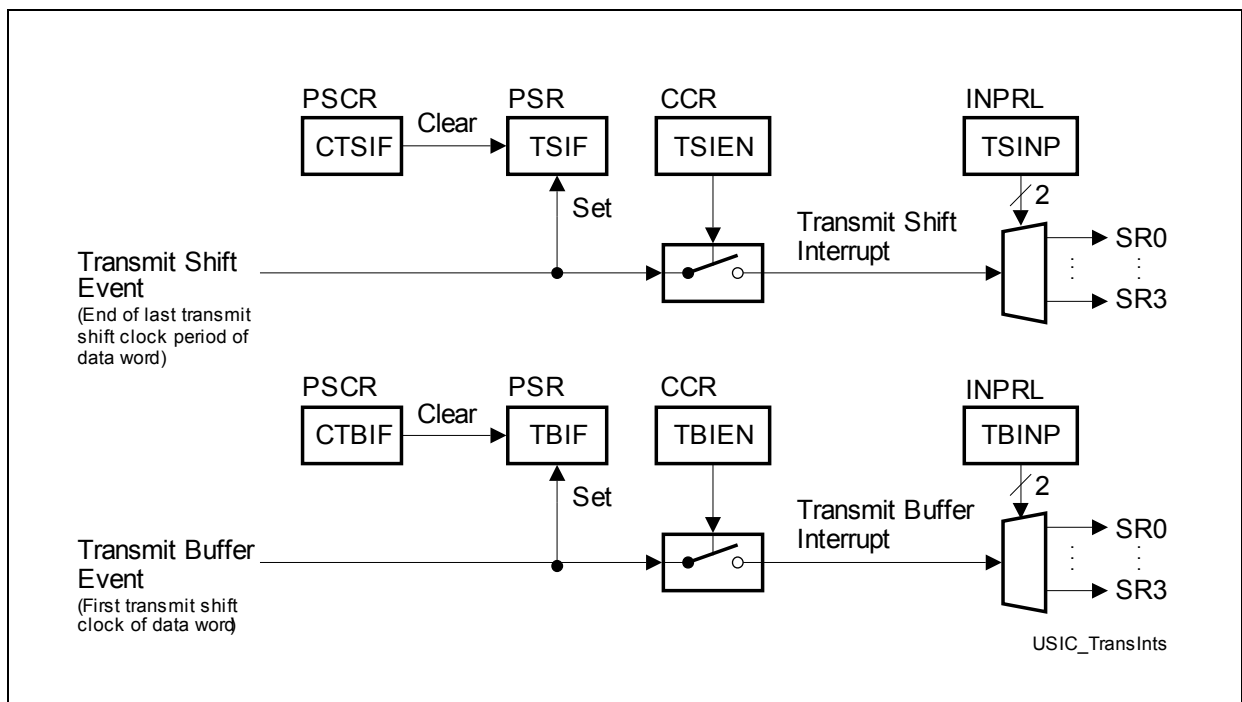 PSCR PSR CCR INPRL
CTSIF Clear TSIF TSIEN TSINP
2
Set
Transmit Shift
Interrupt
SR0
SR3
Transmit Shift
Event
(End of last transmit
shift clock period of
data word)
PSCR PSR CCR INPRL
CTBIF Clear TBIF TBIEN TBINP
2
Set
Transmit Buffer
Interrupt
SR0
SR3
Transmit Buffer
Event
(First transmit shift
clock of data word)
USIC_TransInts